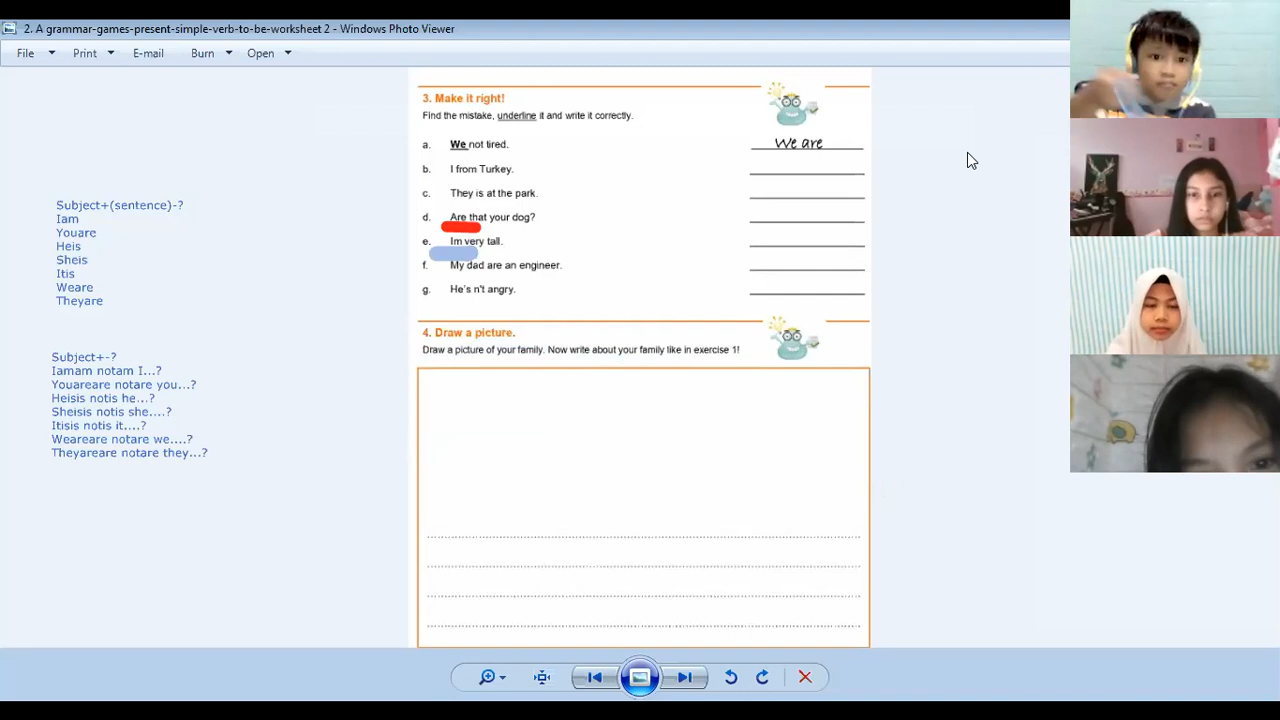 2. A grammar-games-present-simple-verb-to-be-worksheet 2 - Windows Photo Viewer
File Print E-mail Burn Open
3. Make it right!
Find the mistake, underline it and write it correctly.
a. We not tired. We are
b. I from Turkey.
c. They is at the park.
d. Are that your dog?
e. Im very tall.
f. My dad are an engineer.
g. He's n't angry.
4. Draw a picture.
Draw a picture of your family. Now write about your family like in exercise 1!
Subject+(sentence)-?
Iam
Youare
Heis
Sheis
Itis
Weare
Theyare
Subject+-?
Iamam notam I...?
Youareare notare you...?
Heisis notis he...?
Sheisis notis she....?
Itisis notis it....?
Weareare notare we....?
Theyareare notare they...?